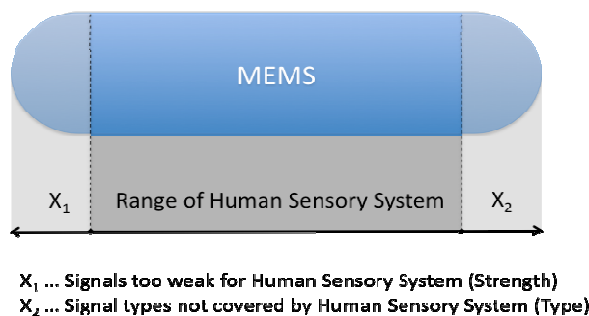 MEMS
X₁ Range of Human Sensory System X₂
X₁ ... Signals too weak for Human Sensory System (Strength)
X₂ ... Signal types not covered by Human Sensory System (Type)